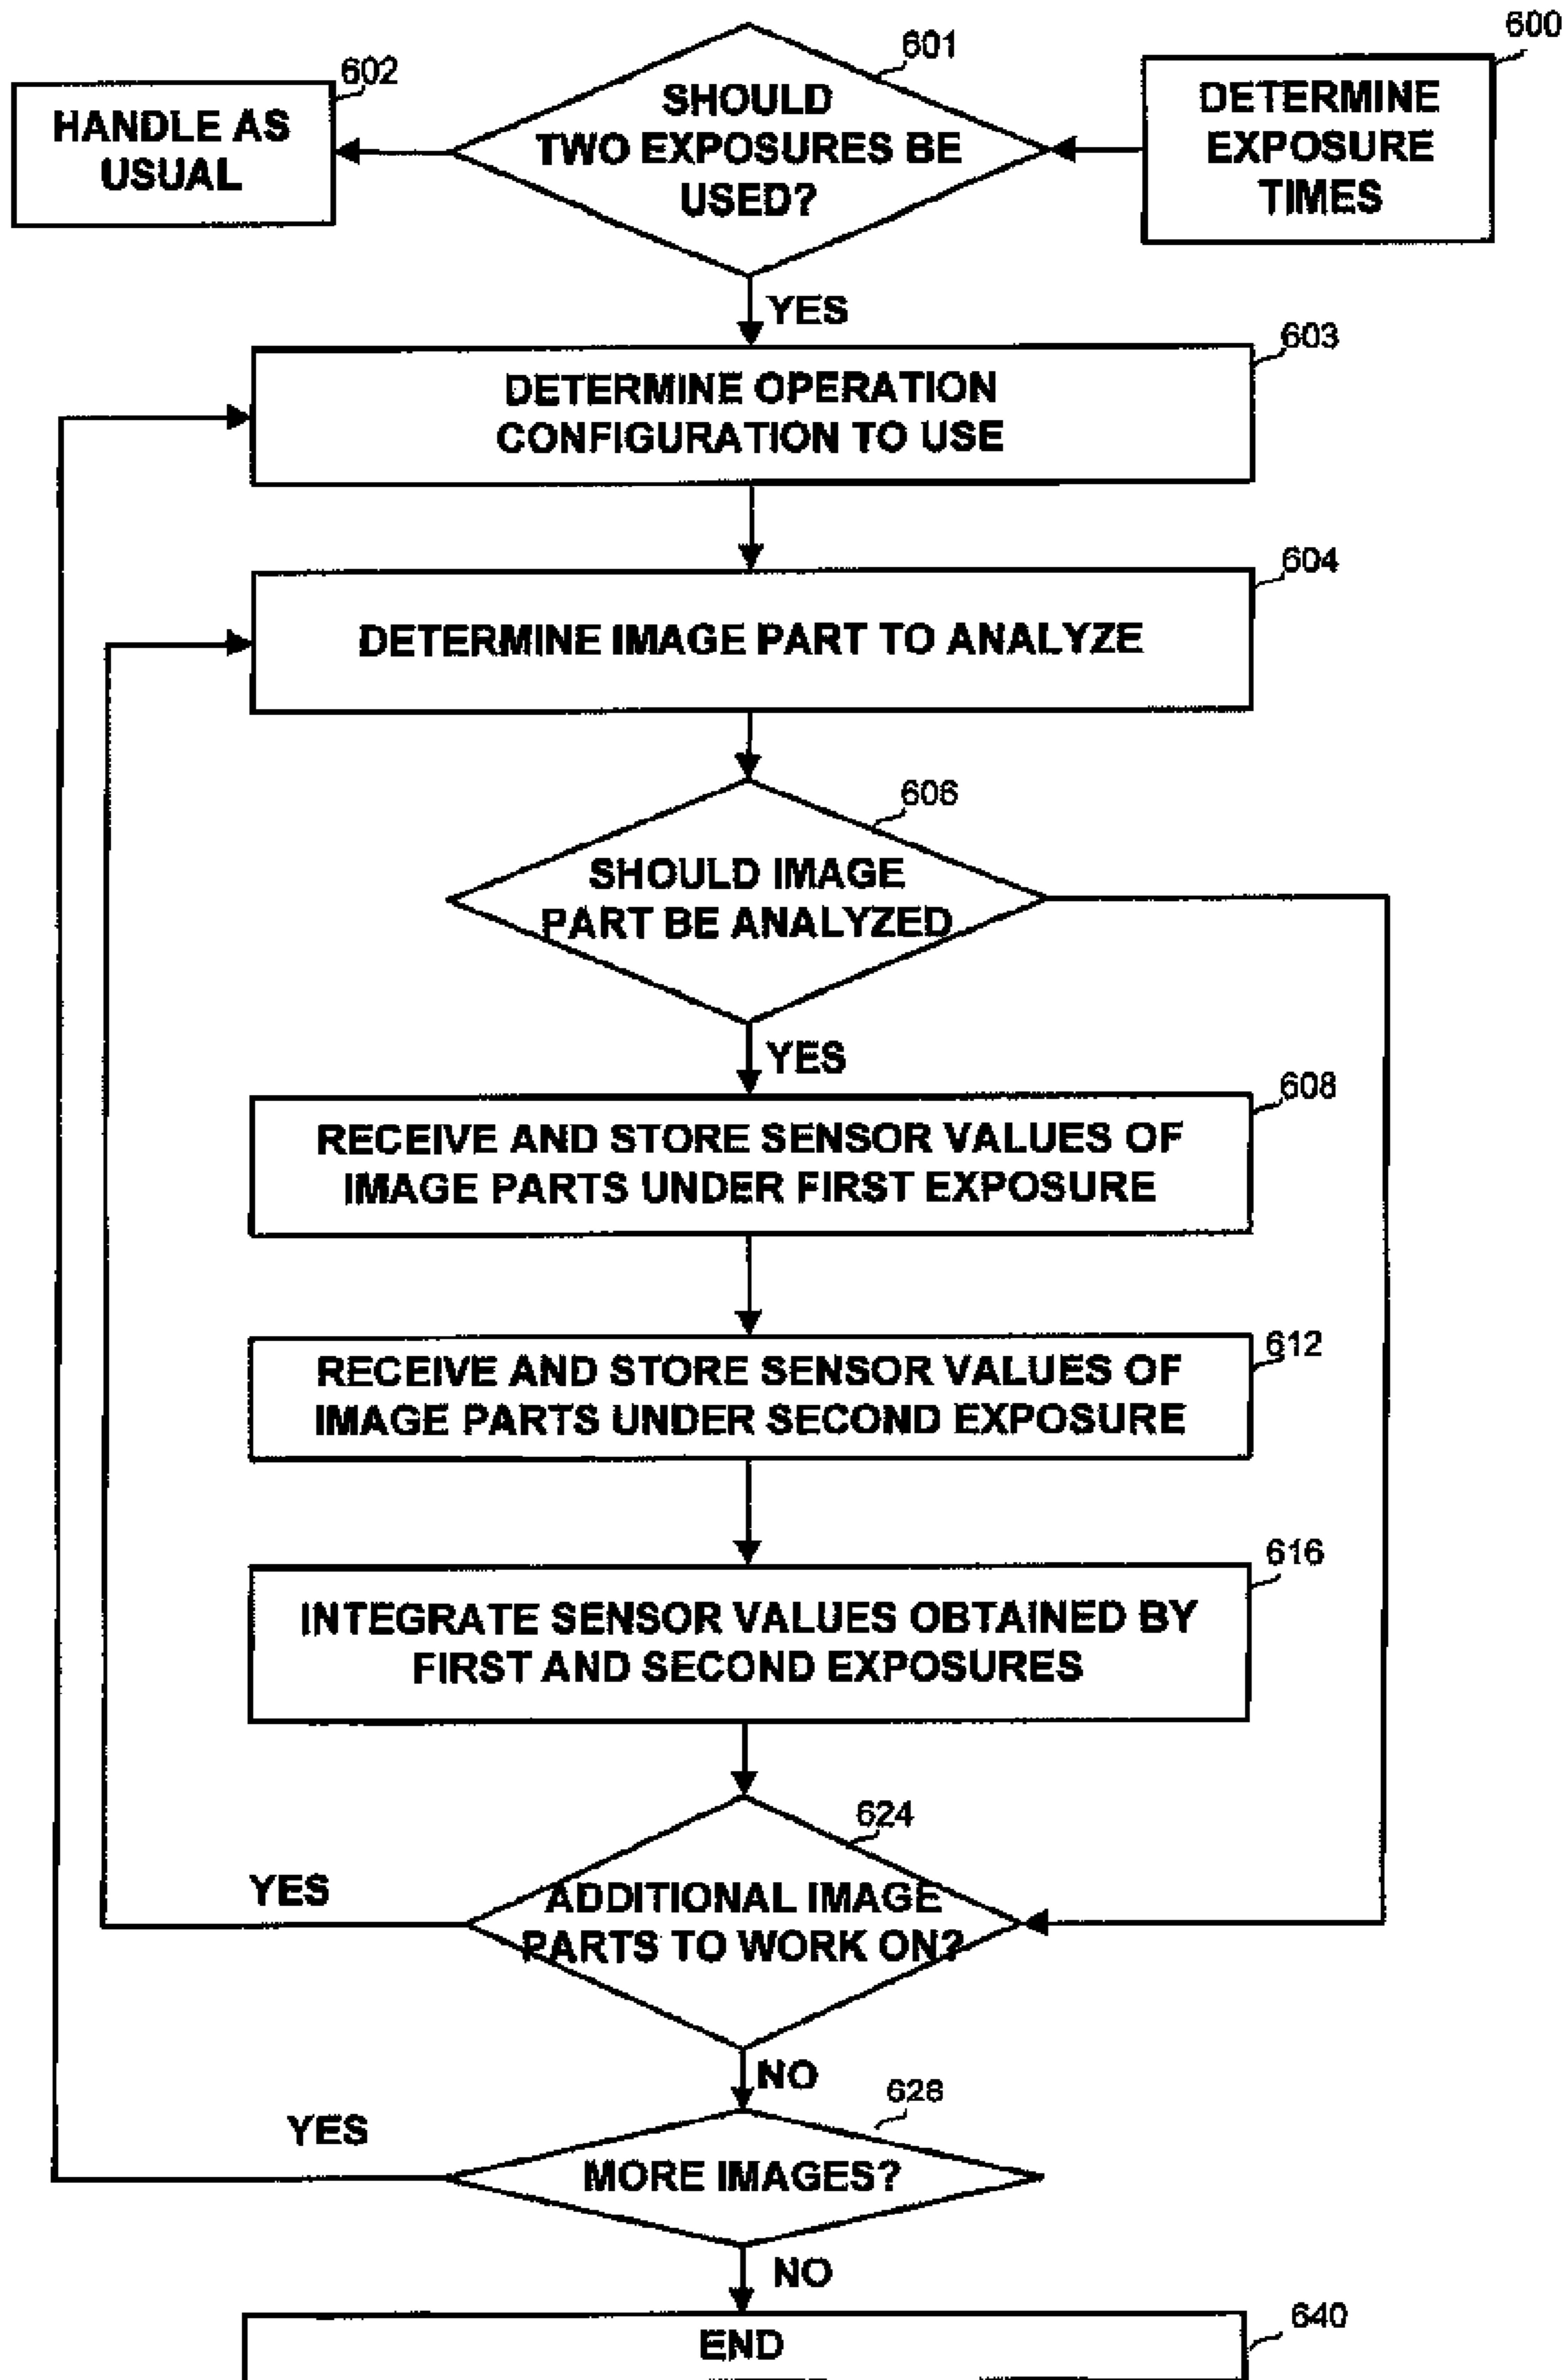 600
DETERMINE
EXPOSURE
TIMES
601
SHOULD
TWO EXPOSURES BE
USED?
602
HANDLE AS
USUAL
YES
603
DETERMINE OPERATION
CONFIGURATION TO USE
604
DETERMINE IMAGE PART TO ANALYZE
606
SHOULD IMAGE
PART BE ANALYZED
YES
608
RECEIVE AND STORE SENSOR VALUES OF
IMAGE PARTS UNDER FIRST EXPOSURE
612
RECEIVE AND STORE SENSOR VALUES OF
IMAGE PARTS UNDER SECOND EXPOSURE
616
INTEGRATE SENSOR VALUES OBTAINED BY
FIRST AND SECOND EXPOSURES
624
YES
ADDITIONAL IMAGE
PARTS TO WORK ON?
NO
628
YES
MORE IMAGES?
NO
640
END